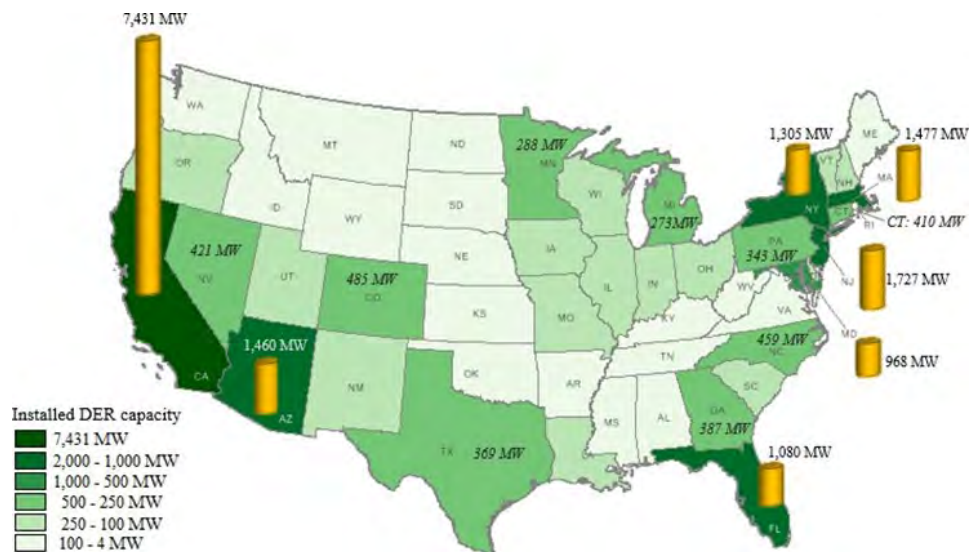 7,431 MW
WA
MT
ND
288 MW
MN
1,305 MW
ME
1,477 MW
OR
VT
NH
MA
ID
SD
WI
NY
WY
MI
273MW
CT
RI
CT: 410 MW
421 MW
NV
UT
485 MW
CO
NE
IA
PA
343 MW
IL
IN
OH
NJ
1,727 MW
WV
KS
MO
KY
VA
MD
1,460 MW
459 MW
NC
968 MW
CA
AZ
NM
OK
AR
TN
SC
MS
AL
GA
387 MW
TX
369 MW
1,080 MW
FL
Installed DER capacity
7,431 MW
2,000 - 1,000 MW
1,000 - 500 MW
500 - 250 MW
250 - 100 MW
100 - 4 MW